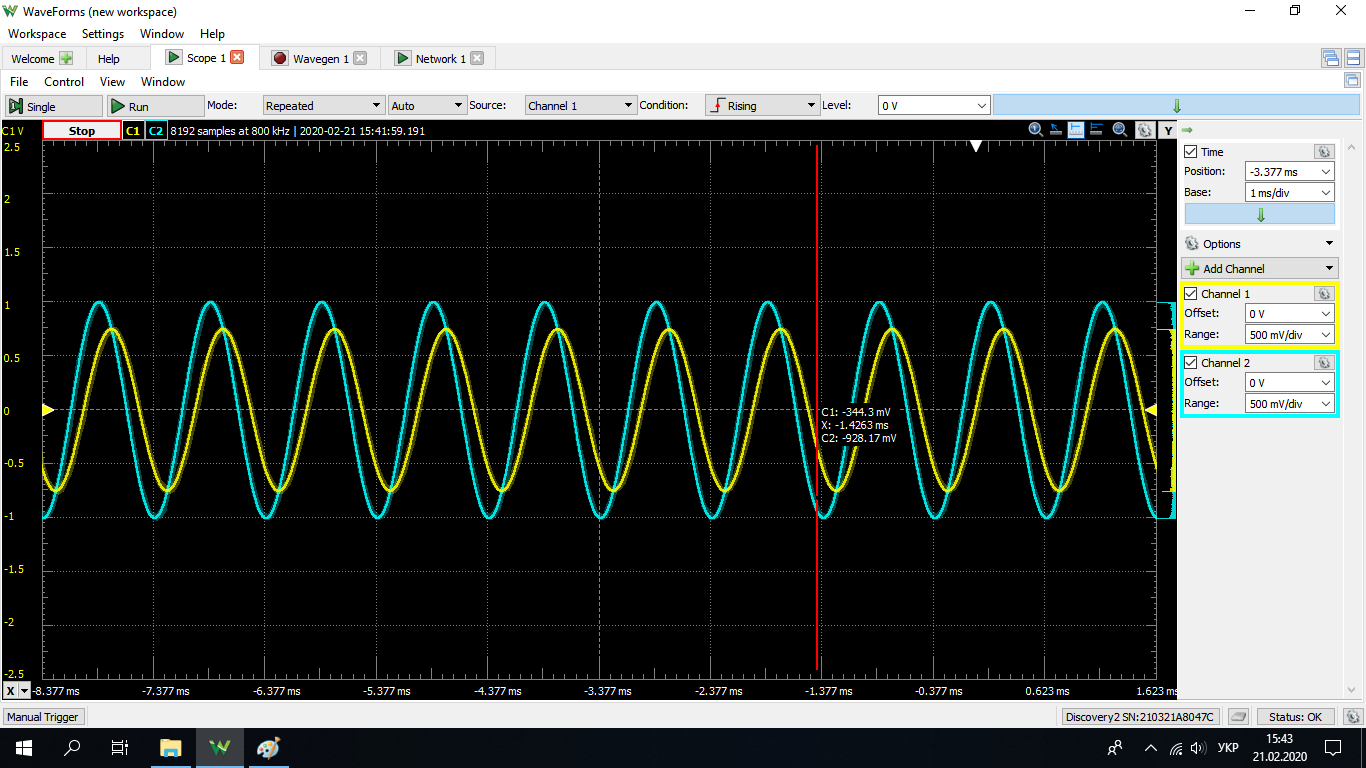 WaveForms (new workspace)
Workspace Settings Window Help
Welcome Help Scope 1 Wavegen 1 Network 1
File Control View Window
Single Run Mode: Repeated Auto Source: Channel 1 Condition: Rising Level: 0 V
C1 V Stop C1 C2 8192 samples at 800 kHz | 2020-02-21 15:41:59.191 Y
2.5
2
1.5
1
0.5
0
-0.5
-1
-1.5
-2
-2.5
C1: -344.3 mV
X: -1.4263 ms
C2: -928.17 mV
X -8.377 ms -7.377 ms -6.377 ms -5.377 ms -4.377 ms -3.377 ms -2.377 ms -1.377 ms -0.377 ms 0.623 ms 1.623 ms
Time
Position: -3.377 ms
Base: 1 ms/div
Options
Add Channel
Channel 1
Offset: 0 V
Range: 500 mV/div
Channel 2
Offset: 0 V
Range: 500 mV/div
Manual Trigger Discovery2 SN:210321A8047C Status: OK
УКР
15:43
21.02.2020